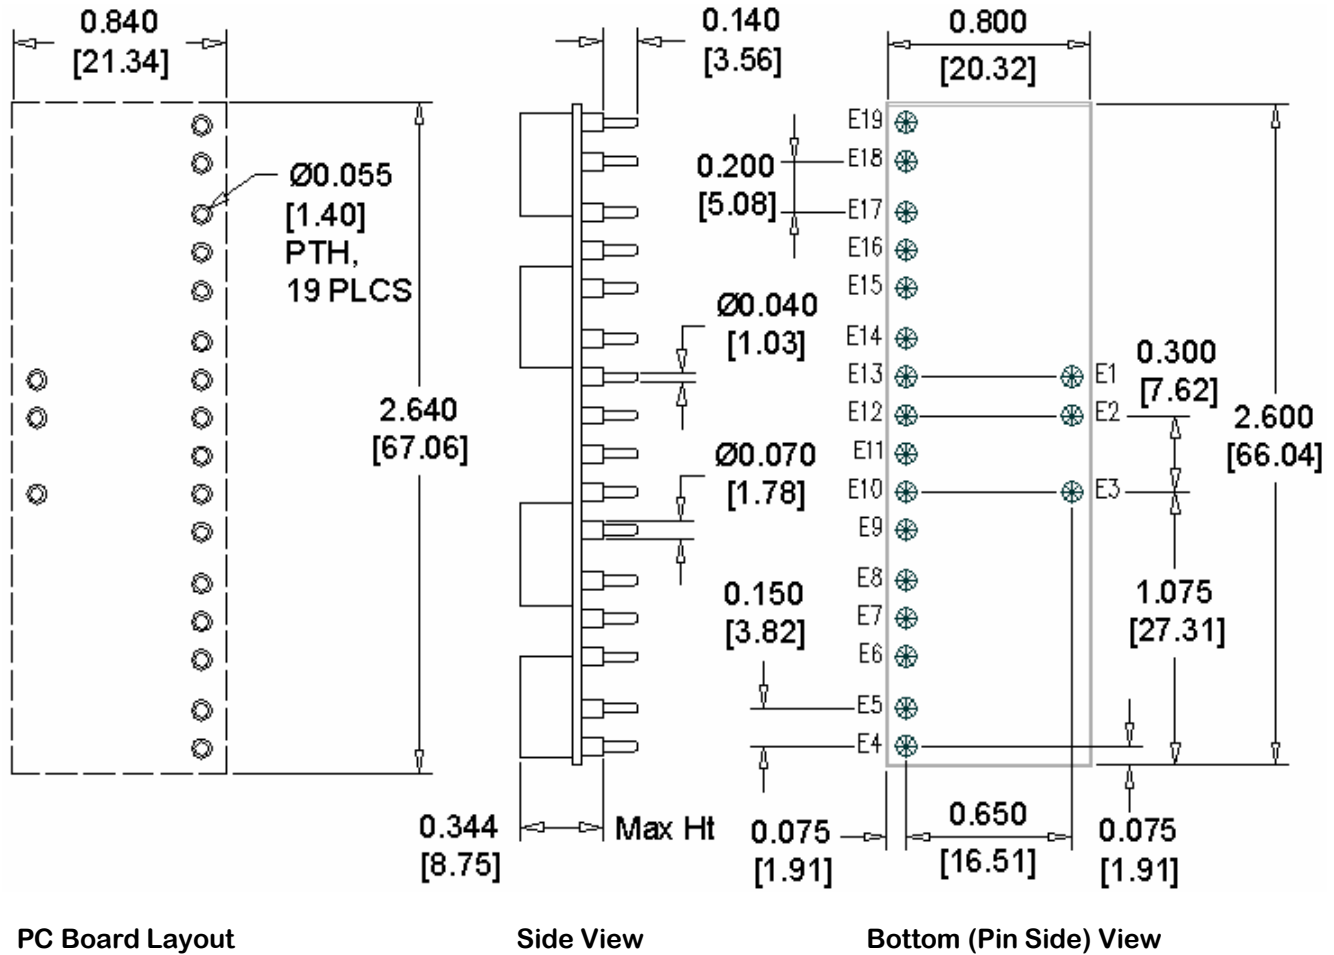 0.840
[21.34]
0.140
[3.56]
0.800
[20.32]
Ø0.055
[1.40]
PTH,
19 PLCS
2.640
[67.06]
0.200
[5.08]
Ø0.040
[1.03]
Ø0.070
[1.78]
0.150
[3.82]
0.344
[8.75]
Max Ht
E19
E18
E17
E16
E15
E14
E13
E12
E11
E10
E9
E8
E7
E6
E5
E4
E1
E2
E3
0.300
[7.62]
2.600
[66.04]
1.075
[27.31]
0.075
[1.91]
0.650
[16.51]
0.075
[1.91]
PC Board Layout
Side View
Bottom (Pin Side) View